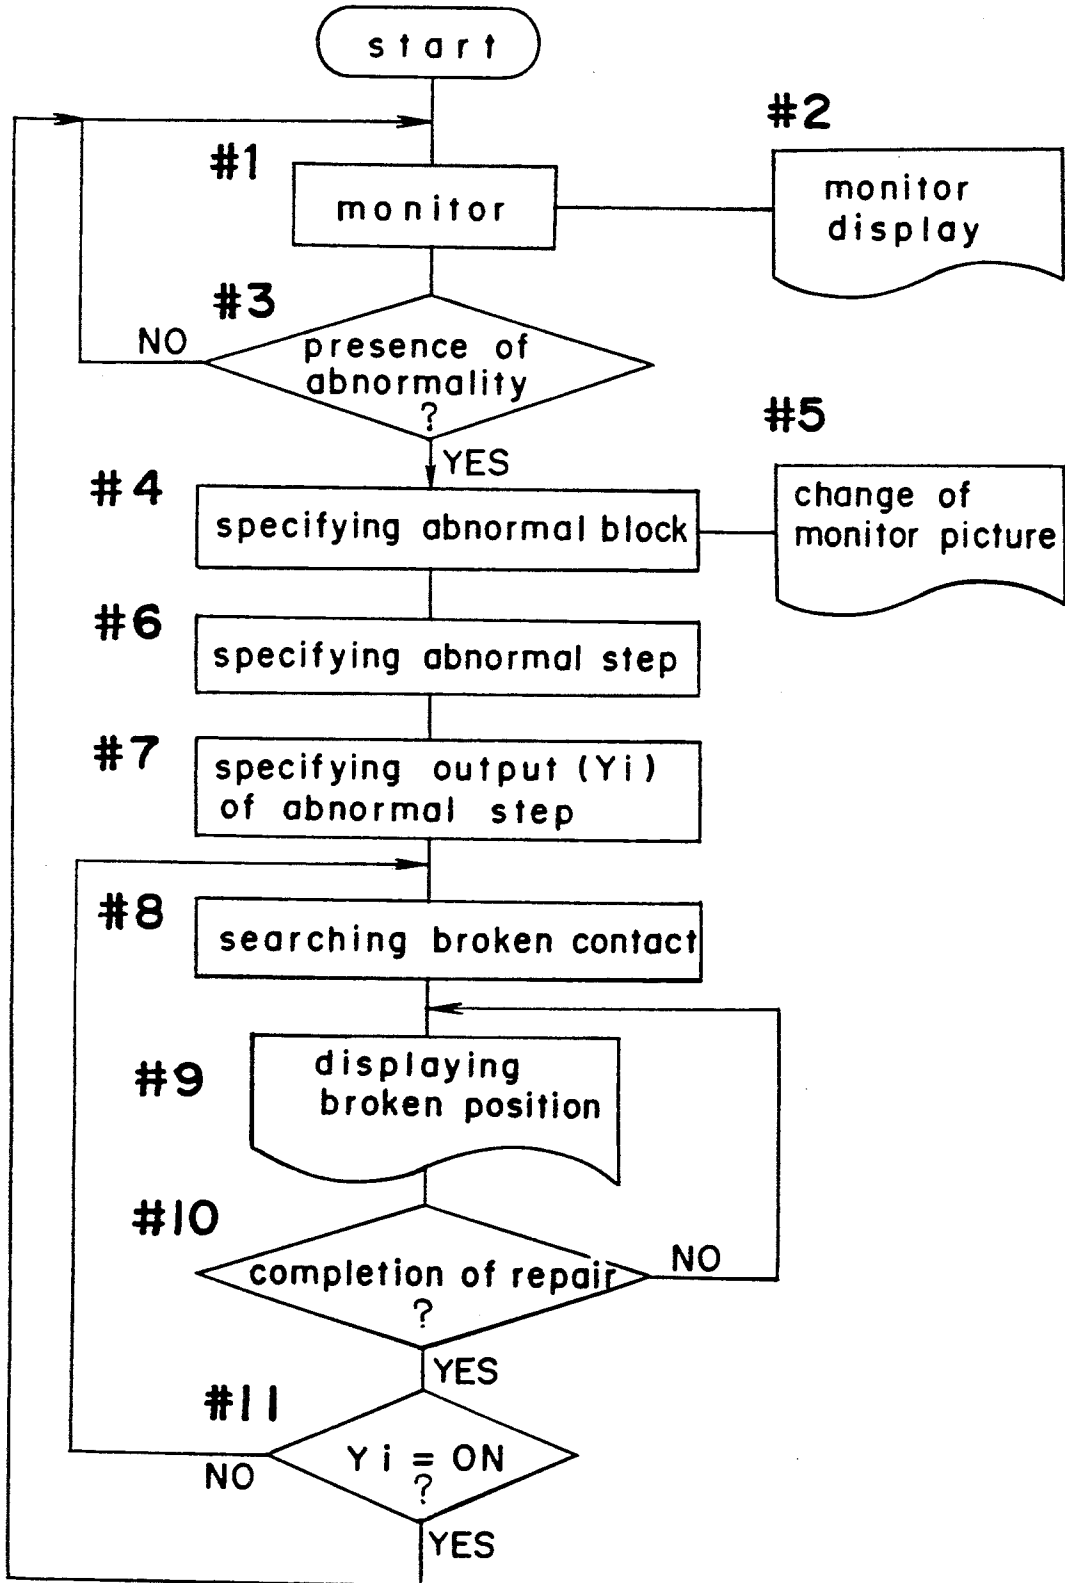 start
#1
monitor
#2
monitor
display
#3
NO
presence of
abnormality
?
YES
#4
specifying abnormal block
#5
change of
monitor picture
#6
specifying abnormal step
#7
specifying output (Yi)
of abnormal step
#8
searching broken contact
#9
displaying
broken position
#10
completion of repair
?
NO
YES
#11
Yi = ON
?
NO
YES